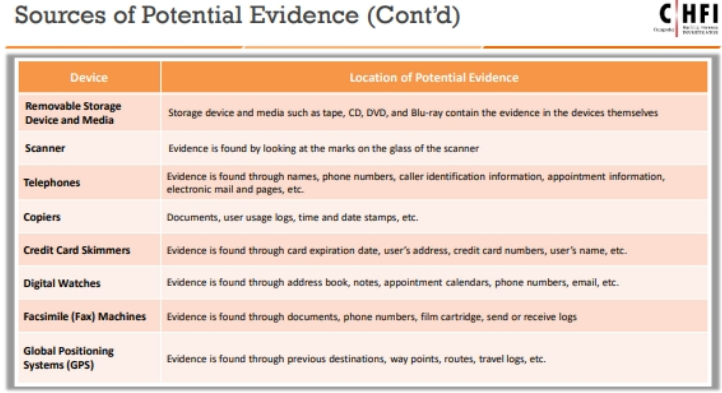 Sources of Potential Evidence (Cont'd)
CHFI
Device
Location of Potential Evidence
Removable Storage
Device and Media
Storage device and media such as tape, CD, DVD, and Blu-ray contain the evidence in the devices themselves
Scanner
Evidence is found by looking at the marks on the glass of the scanner
Telephones
Evidence is found through names, phone numbers, caller identification information, appointment information,
electronic mail and pages, etc.
Copiers
Documents, user usage logs, time and date stamps, etc.
Credit Card Skimmers
Evidence is found through card expiration date, user's address, credit card numbers, user's name, etc.
Digital Watches
Evidence is found through address book, notes, appointment calendars, phone numbers, email, etc.
Facsimile (Fax) Machines
Evidence is found through documents, phone numbers, film cartridge, send or receive logs
Global Positioning
Systems (GPS)
Evidence is found through previous destinations, way points, routes, travel logs, etc.